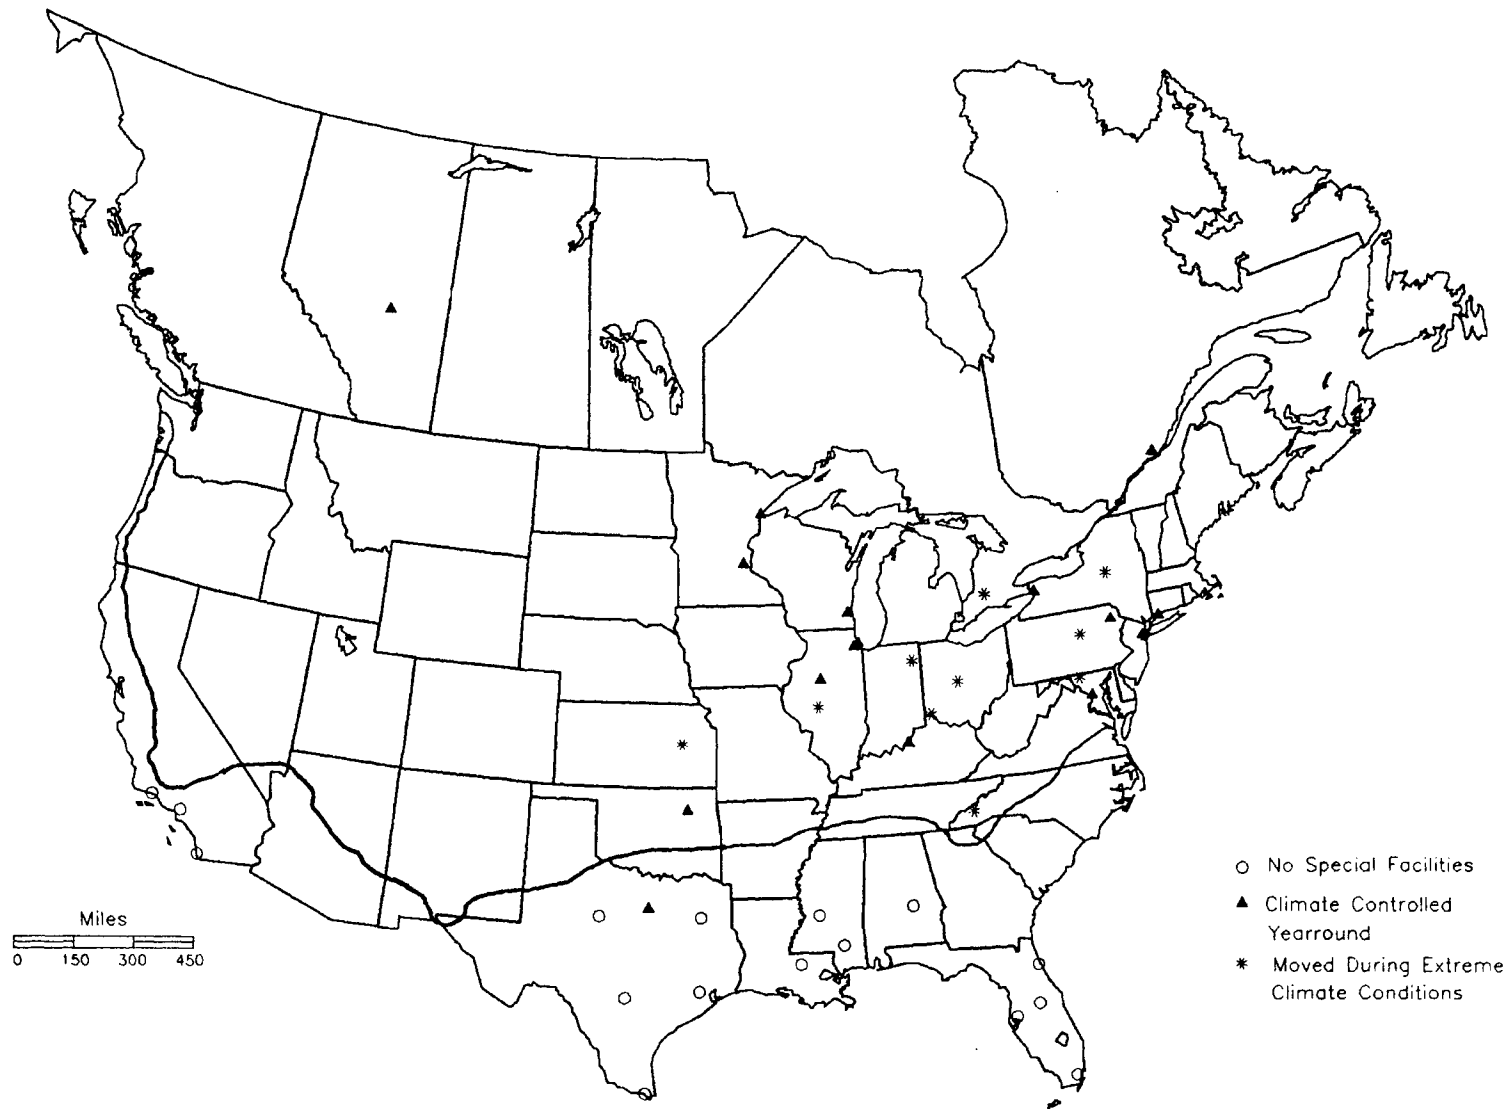 No Special Facilities
Climate Controlled
Yearround
Moved During Extreme
Climate Conditions
Miles
0 150 300 450